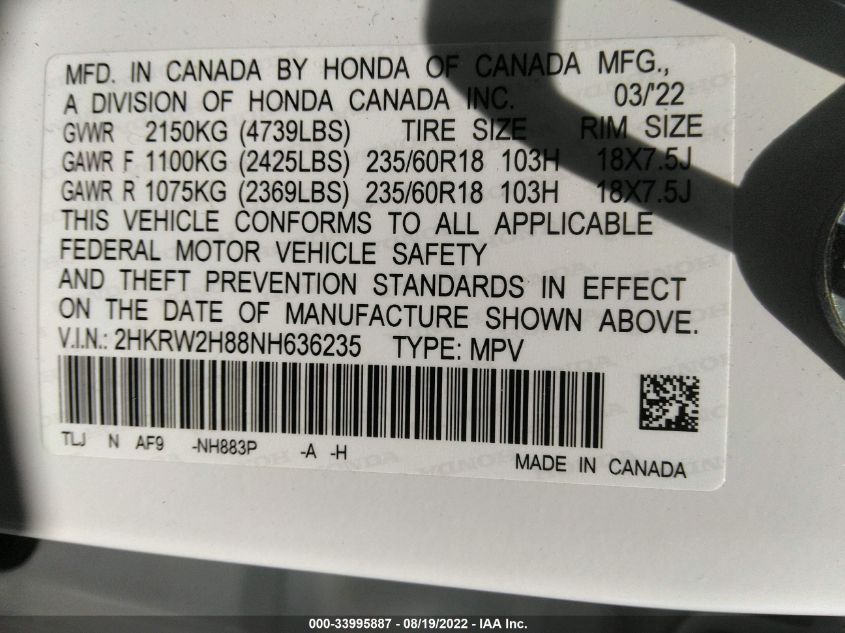 MFD. IN CANADA BY HONDA OF CANADA MFG.,
A DIVISION OF HONDA CANADA INC. 03/'22
GVWR 2150KG (4739LBS) TIRE SIZE RIM SIZE
GAWR F 1100KG (2425LBS) 235/60R18 103H 18X7.5J
GAWR R 1075KG (2369LBS) 235/60R18 103H 18X7.5J
THIS VEHICLE CONFORMS TO ALL APPLICABLE
FEDERAL MOTOR VEHICLE SAFETY
AND THEFT PREVENTION STANDARDS IN EFFECT
ON THE DATE OF MANUFACTURE SHOWN ABOVE.
V.I.N.: 2HKRW2H88NH636235 TYPE: MPV
TLJ N AF9 -NH883P -A -H
MADE IN CANADA
000-33995887 - 08/19/2022 - IAA Inc.